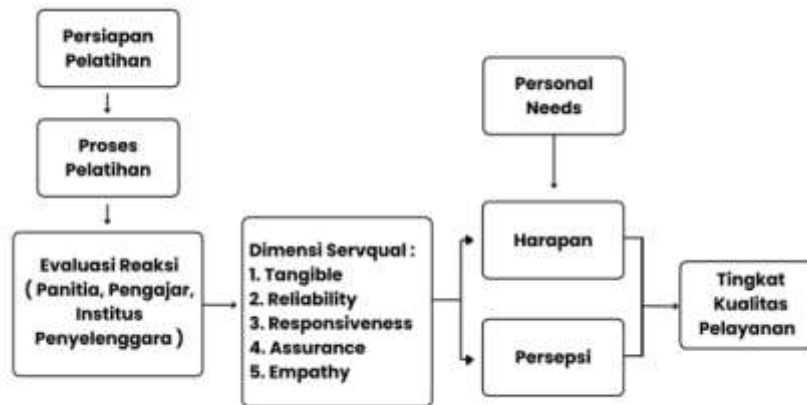 Persiapan
Pelatihan
Proses
Pelatihan
Evaluasi Reaksi
( Panitia, Pengajar,
Institus
Penyelenggara )
Dimensi Servqual :
1. Tangible
2. Reliability
3. Responsiveness
4. Assurance
5. Empathy
Personal
Needs
Harapan
Persepsi
Tingkat
Kualitas
Pelayanan